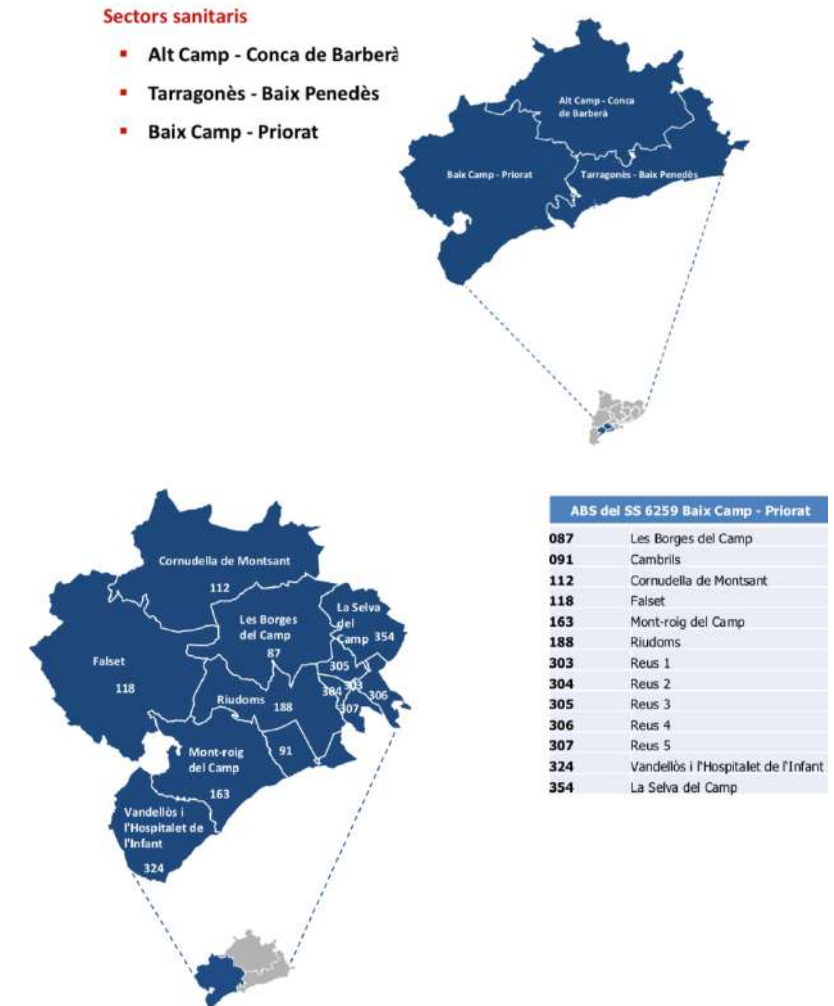 Sectors sanitaris
▪ Alt Camp - Conca de Barberà
▪ Tarragonès - Baix Penedès
▪ Baix Camp - Priorat
Alt Camp - Conca
de Barberà
Baix Camp - Priorat
Tarragonès - Baix Penedès
Cornudella de Montsant
112
Les Borges
del Camp
87
La Selva
del
Camp 354
Falset
118
305
303
304
306
307
Riudoms 188
Mont-roig
del Camp
163
91
Vandellòs i
l'Hospitalet de
l'Infant
324
ABS del SS 6259 Baix Camp - Priorat
087 Les Borges del Camp
091 Cambrils
112 Cornudella de Montsant
118 Falset
163 Mont-roig del Camp
188 Riudoms
303 Reus 1
304 Reus 2
305 Reus 3
306 Reus 4
307 Reus 5
324 Vandellòs i l'Hospitalet de l'Infant
354 La Selva del Camp